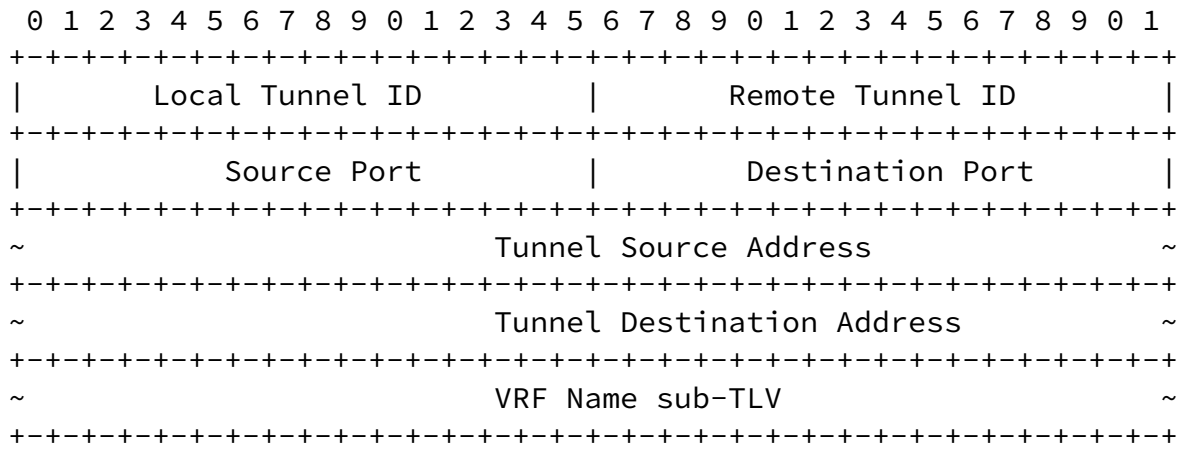 0 1 2 3 4 5 6 7 8 9 0 1 2 3 4 5 6 7 8 9 0 1 2 3 4 5 6 7 8 9 0 1
+-+-+-+-+-+-+-+-+-+-+-+-+-+-+-+-+-+-+-+-+-+-+-+-+-+-+-+-+-+-+-+-+
|       Local Tunnel ID         |       Remote Tunnel ID        |
+-+-+-+-+-+-+-+-+-+-+-+-+-+-+-+-+-+-+-+-+-+-+-+-+-+-+-+-+-+-+-+-+
|           Source Port         |        Destination Port       |
+-+-+-+-+-+-+-+-+-+-+-+-+-+-+-+-+-+-+-+-+-+-+-+-+-+-+-+-+-+-+-+-+
~                          Tunnel Source Address                ~
+-+-+-+-+-+-+-+-+-+-+-+-+-+-+-+-+-+-+-+-+-+-+-+-+-+-+-+-+-+-+-+-+
~                          Tunnel Destination Address           ~
+-+-+-+-+-+-+-+-+-+-+-+-+-+-+-+-+-+-+-+-+-+-+-+-+-+-+-+-+-+-+-+-+
~                          VRF Name sub-TLV                     ~
+-+-+-+-+-+-+-+-+-+-+-+-+-+-+-+-+-+-+-+-+-+-+-+-+-+-+-+-+-+-+-+-+